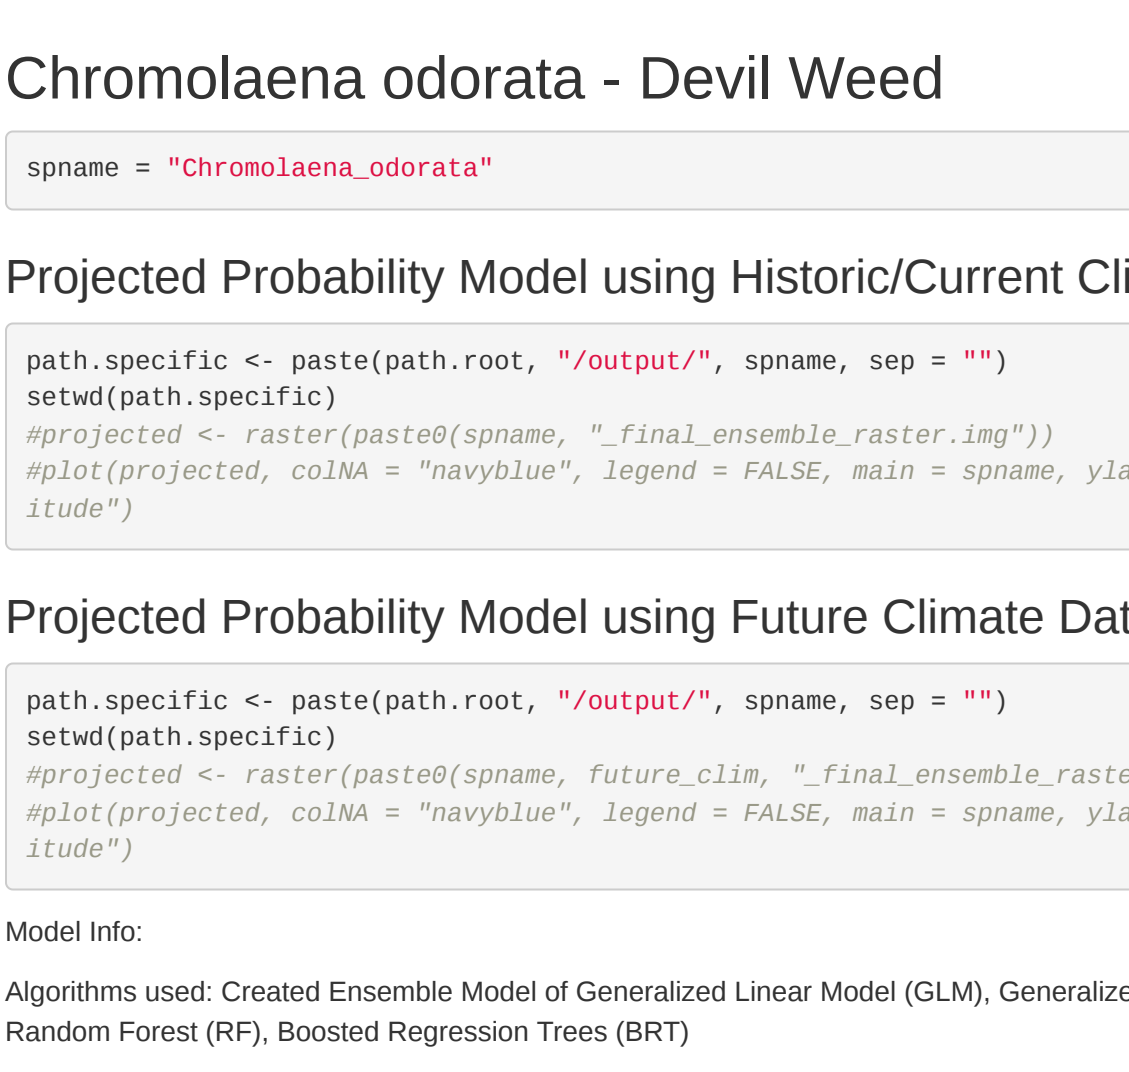 Chromolaena odorata - Devil Weed
spname = "Chromolaena_odorata"
Projected Probability Model using Historic/Current Cli
path.specific <- paste(path.root, "/output/", spname, sep = "")
setwd(path.specific)
#projected <- raster(paste0(spname, "_final_ensemble_raster.img"))
#plot(projected, colNA = "navyblue", legend = FALSE, main = spname, yla
itude")
Projected Probability Model using Future Climate Dat
path.specific <- paste(path.root, "/output/", spname, sep = "")
setwd(path.specific)
#projected <- raster(paste0(spname, future_clim, "_final_ensemble_raste
#plot(projected, colNA = "navyblue", legend = FALSE, main = spname, yla
itude")
Model Info:
Algorithms used: Created Ensemble Model of Generalized Linear Model (GLM), Generalize
Random Forest (RF), Boosted Regression Trees (BRT)